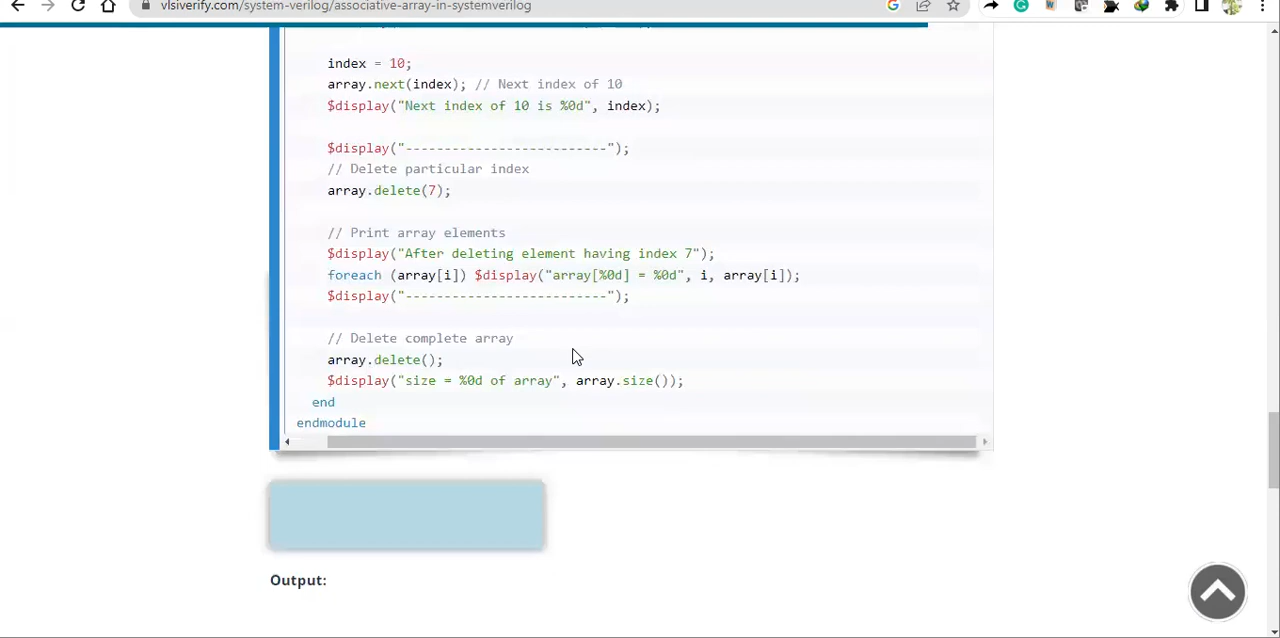 vlsiverify.com/system-verilog/associative-array-in-systemverilog
index = 10;
array.next(index); // Next index of 10
$display("Next index of 10 is %0d", index);
$display("--------------------------");
// Delete particular index
array.delete(7);
// Print array elements
$display("After deleting element having index 7");
foreach (array[i]) $display("array[%0d] = %0d", i, array[i]);
$display("--------------------------");
// Delete complete array
array.delete();
$display("size = %0d of array", array.size());
end
endmodule
Output: